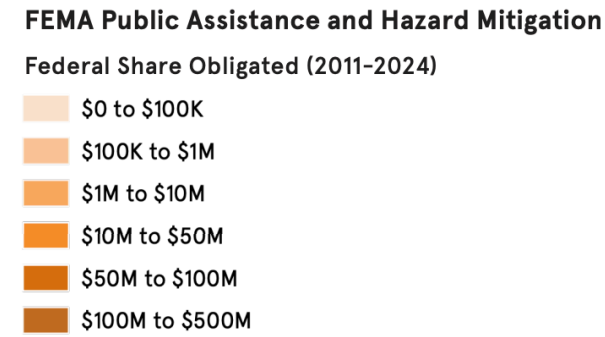 FEMA Public Assistance and Hazard Mitigation
Federal Share Obligated (2011-2024)
$0 to $100K
$100K to $1M
$1M to $10M
$10M to $50M
$50M to $100M
$100M to $500M